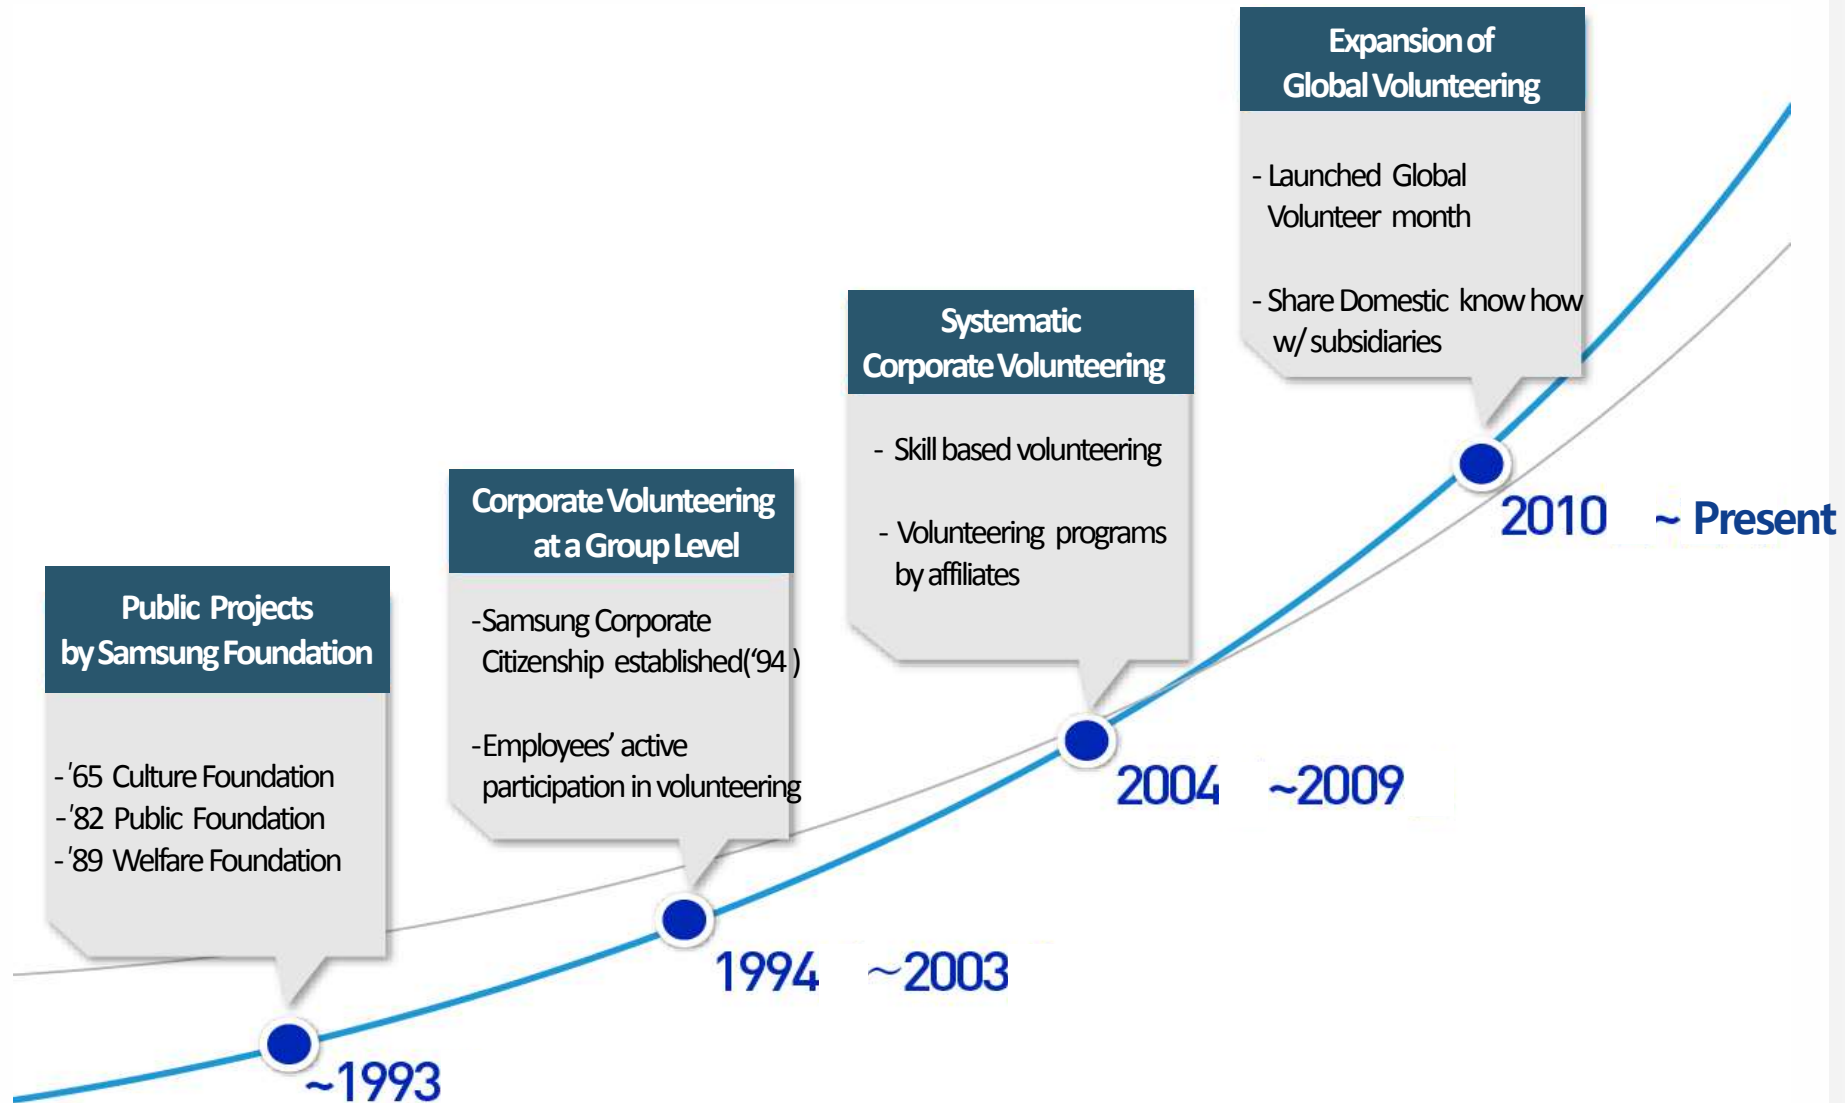 Public Projects
by Samsung Foundation
-'65 Culture Foundation
-'82 Public Foundation
-'89 Welfare Foundation
~1993
Corporate Volunteering
at a Group Level
-Samsung Corporate
Citizenship established(‘94 )
-Employees’ active
participation in volunteering
1994 ~2003
Systematic
Corporate Volunteering
- Skill based volunteering
- Volunteering programs
by affiliates
2004 ~2009
Expansion of
Global Volunteering
- Launched Global
Volunteer month
- Share Domestic know how
w/ subsidiaries
2010 ~ Present